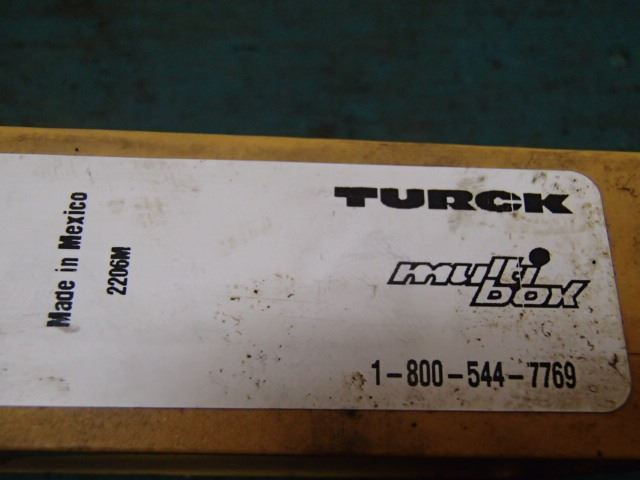 TURCK
multi
box
1-800-544-7769
Made in Mexico
2206M